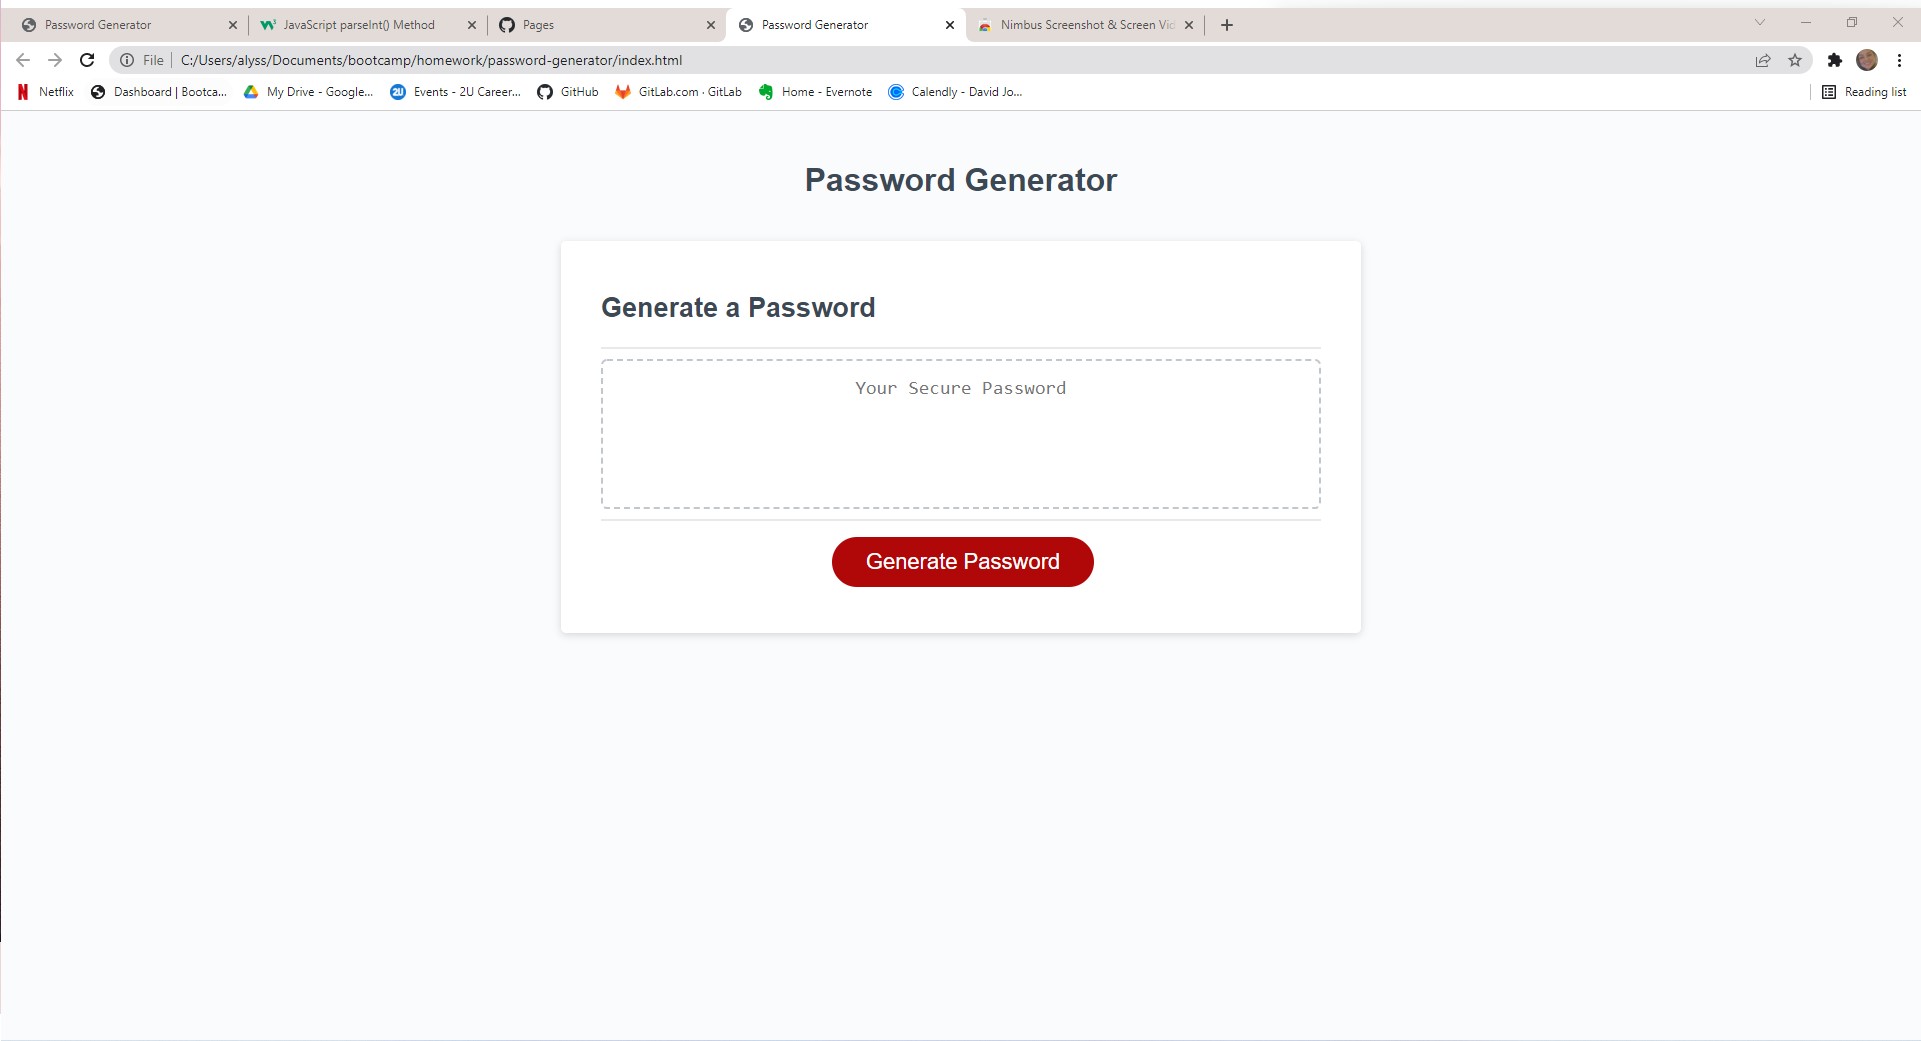 Password Generator
JavaScript parseInt() Method
Pages
Password Generator
Nimbus Screenshot & Screen Vid
File
C:/Users/alyss/Documents/bootcamp/homework/password-generator/index.html
Netflix
Dashboard | Bootca...
My Drive - Google...
2U
Events - 2U Career...
GitHub
GitLab.com · GitLab
Home - Evernote
Calendly - David Jo...
Reading list
Password Generator
Generate a Password
Your Secure Password
Generate Password